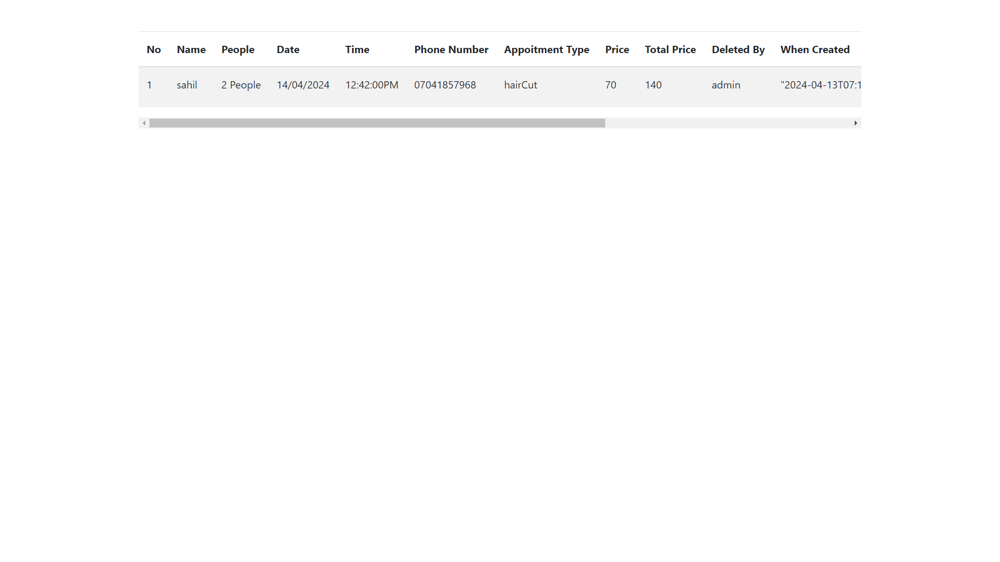 No Name People Date Time Phone Number Appoitment Type Price Total Price Deleted By When Created
1 sahil 2 People 14/04/2024 12:42:00PM 07041857968 hairCut 70 140 admin "2024-04-13T07:1